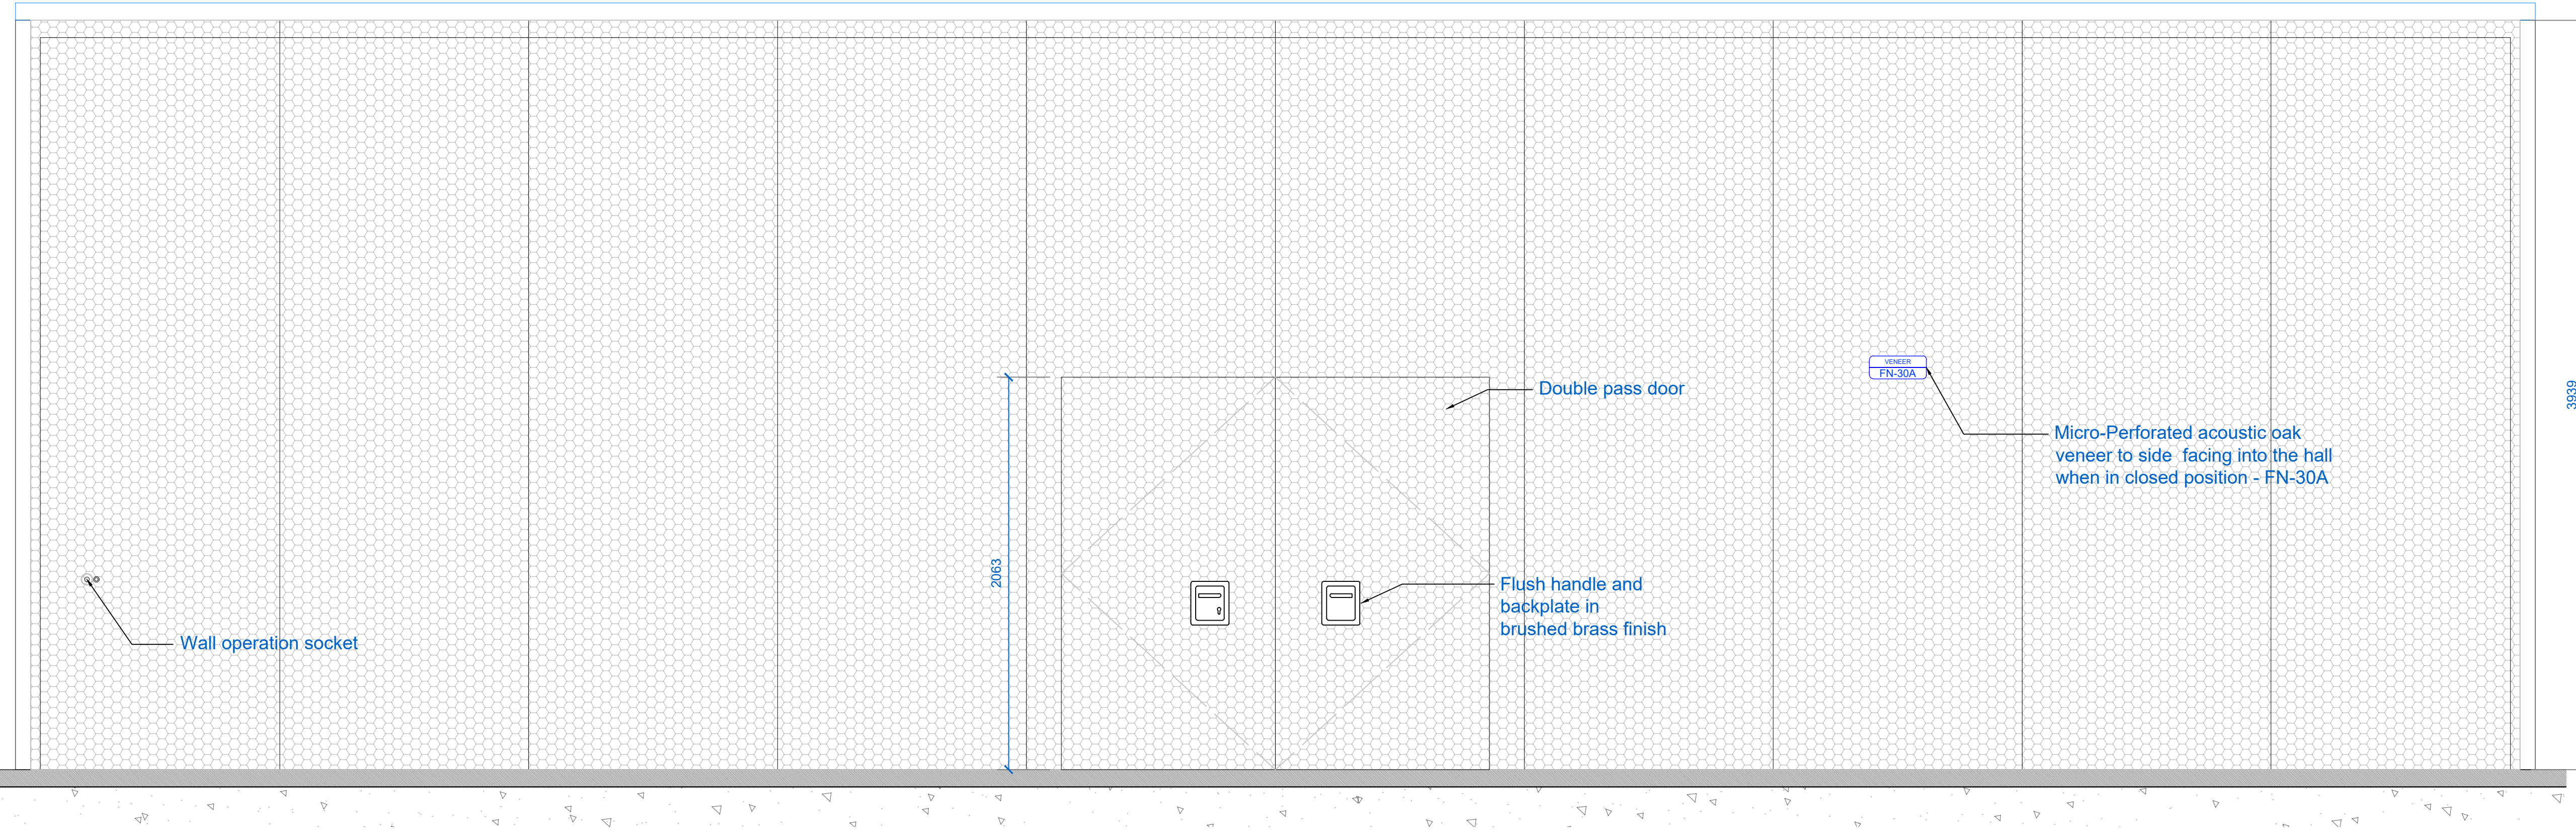 VENEER
FN-30A
Double pass door
3939
Micro-Perforated acoustic oak
veneer to side facing into the hall
when in closed position - FN-30A
2063
Flush handle and
backplate in
brushed brass finish
Wall operation socket